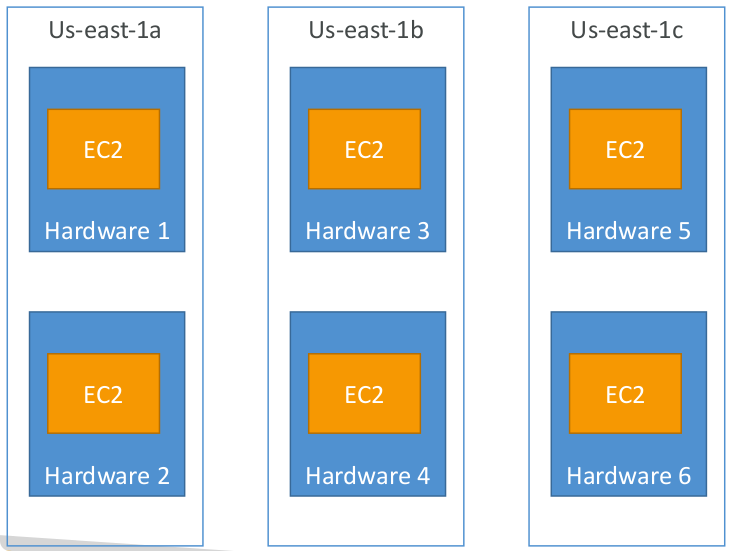 Us-east-1a
EC2
Hardware 1
EC2
Hardware 2
Us-east-1b
EC2
Hardware 3
EC2
Hardware 4
Us-east-1c
EC2
Hardware 5
EC2
Hardware 6